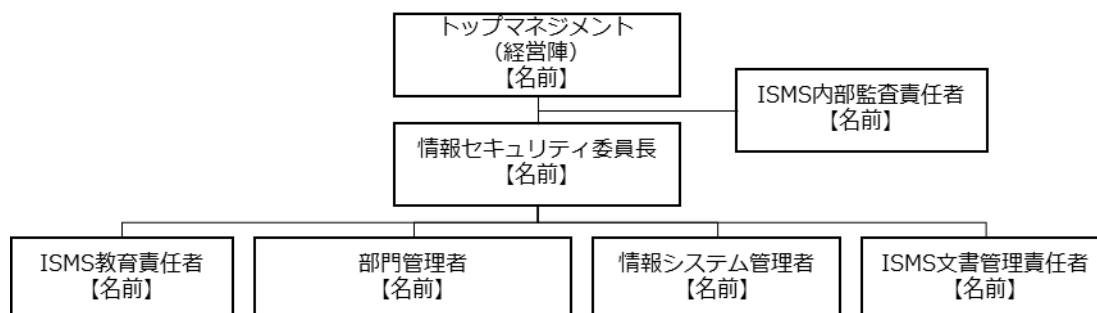 トップマネジメント
（経営陣）
【名前】
ISMS内部監査責任者
【名前】
情報セキュリティ委員長
【名前】
ISMS教育責任者
【名前】
部門管理者
【名前】
情報システム管理者
【名前】
ISMS文書管理責任者
【名前】